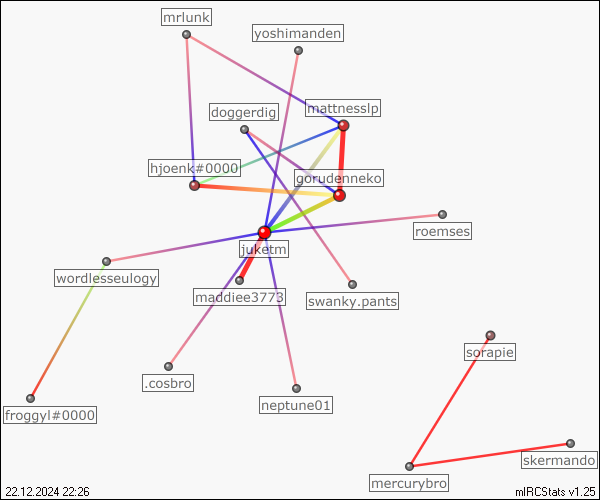 mrlunk
yoshimanden
doggerdig
mattnesslp
hjoenk#0000
gorudenneko
roemses
juketm
wordlesseulogy
maddiee3773
swanky.pants
sorapie
.cosbro
neptune01
froggyl#0000
skermando
mercurybro
22.12.2024 22:26
mIRCStats v1.25